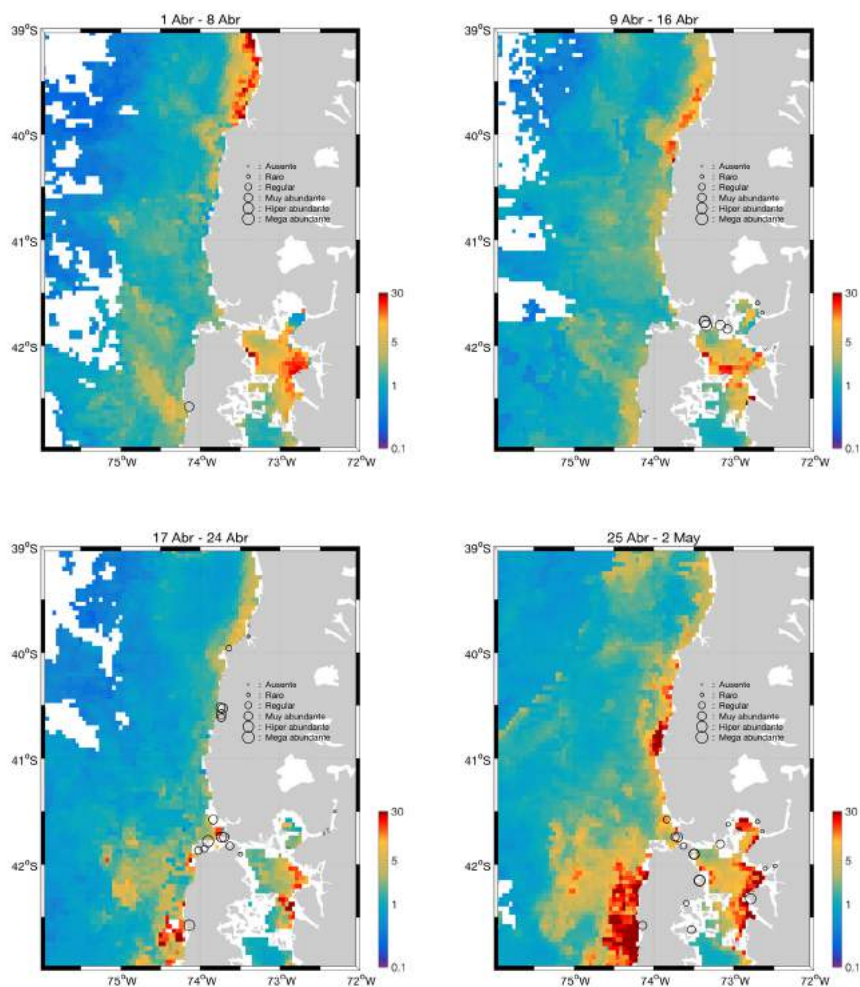 1 Abr - 8 Abr
39°S
40°S
41°S
42°S
75°W
74°W
73°W
72°W
: Ausente
: Raro
: Regular
: Muy abundante
: Hiper abundante
: Mega abundante
30
5
1
0.1
9 Abr - 16 Abr
39°S
40°S
41°S
42°S
75°W
74°W
73°W
72°W
: Ausente
: Raro
: Regular
: Muy abundante
: Hiper abundante
: Mega abundante
30
5
1
0.1
17 Abr - 24 Abr
39°S
40°S
41°S
42°S
75°W
74°W
73°W
72°W
: Ausente
: Raro
: Regular
: Muy abundante
: Hiper abundante
: Mega abundante
30
5
1
0.1
25 Abr - 2 May
39°S
40°S
41°S
42°S
75°W
74°W
73°W
72°W
: Ausente
: Raro
: Regular
: Muy abundante
: Hiper abundante
: Mega abundante
30
5
1
0.1